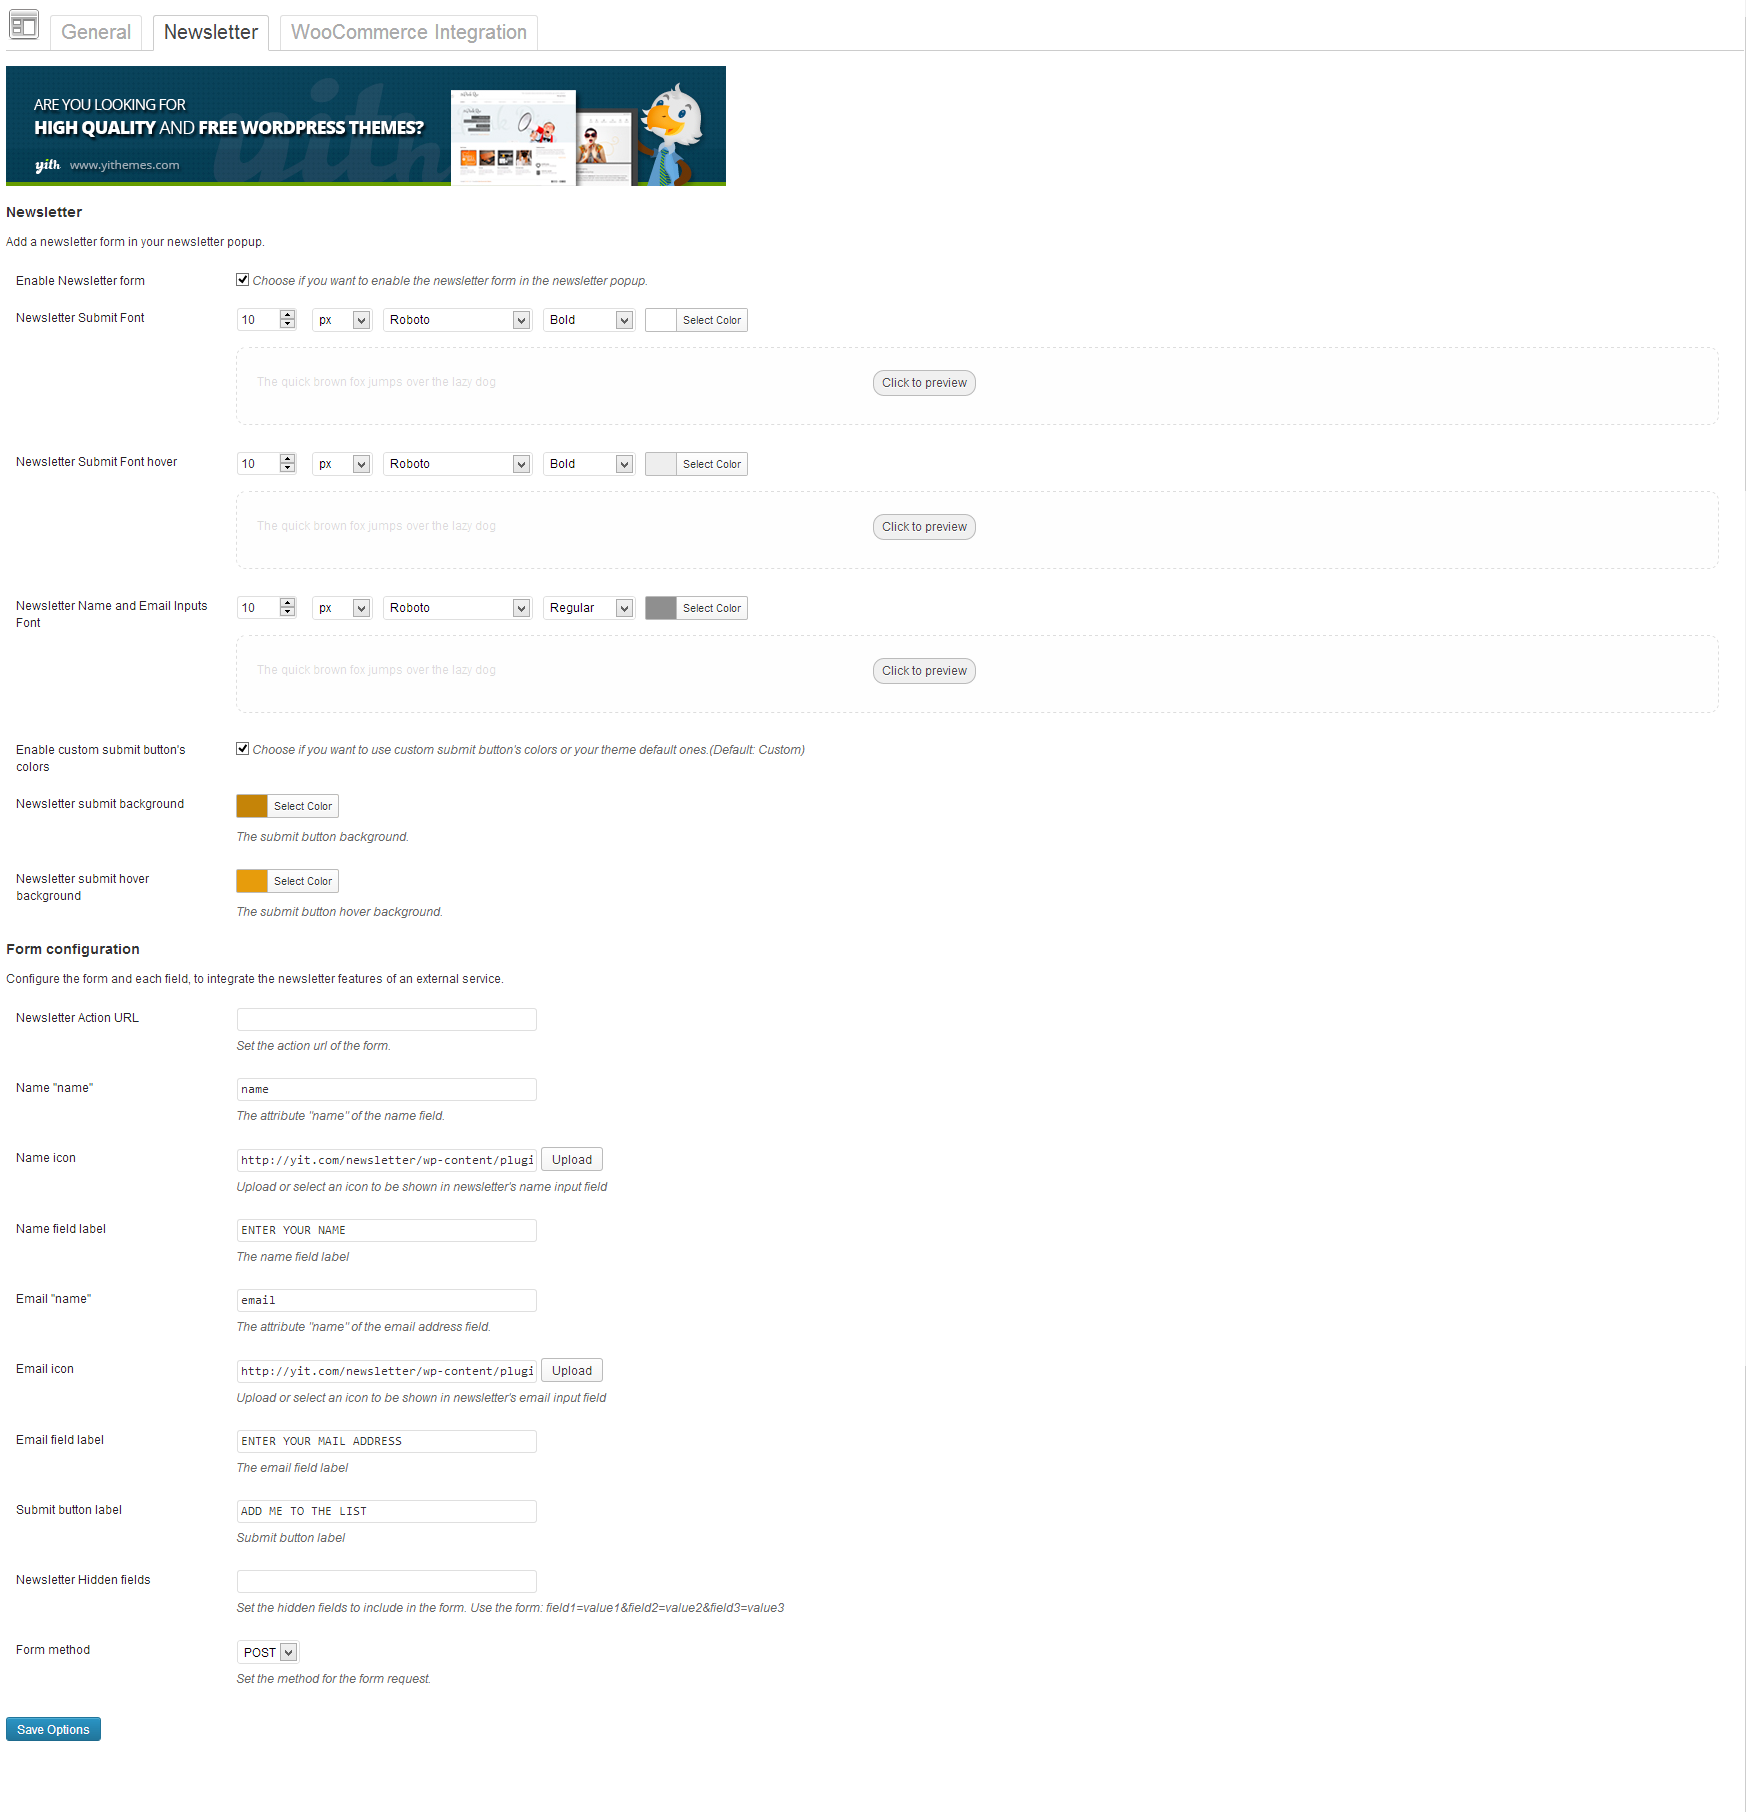 General
Newsletter
WooCommerce Integration
ARE YOU LOOKING FOR
HIGH QUALITY AND FREE WORDPRESS THEMES?
yith www.yithemes.com
Newsletter
Add a newsletter form in your newsletter popup.
Enable Newsletter form
Choose if you want to enable the newsletter form in the newsletter popup.
Newsletter Submit Font
10 px Roboto Bold Select Color
The quick brown fox jumps over the lazy dog
Click to preview
Newsletter Submit Font hover
10 px Roboto Bold Select Color
The quick brown fox jumps over the lazy dog
Click to preview
Newsletter Name and Email Inputs
Font
10 px Roboto Regular Select Color
The quick brown fox jumps over the lazy dog
Click to preview
Enable custom submit button's
colors
Choose if you want to use custom submit button's colors or your theme default ones.(Default: Custom)
Newsletter submit background
Select Color
The submit button background.
Newsletter submit hover
background
Select Color
The submit button hover background.
Form configuration
Configure the form and each field, to integrate the newsletter features of an external service.
Newsletter Action URL
Set the action url of the form.
Name "name"
name
The attribute "name" of the name field.
Name icon
http://yit.com/newsletter/wp-content/plugi
Upload
Upload or select an icon to be shown in newsletter's name input field
Name field label
ENTER YOUR NAME
The name field label
Email "name"
email
The attribute "name" of the email address field.
Email icon
http://yit.com/newsletter/wp-content/plugi
Upload
Upload or select an icon to be shown in newsletter's email input field
Email field label
ENTER YOUR MAIL ADDRESS
The email field label
Submit button label
ADD ME TO THE LIST
Submit button label
Newsletter Hidden fields
Set the hidden fields to include in the form. Use the form: field1=value1&field2=value2&field3=value3
Form method
POST
Set the method for the form request.
Save Options